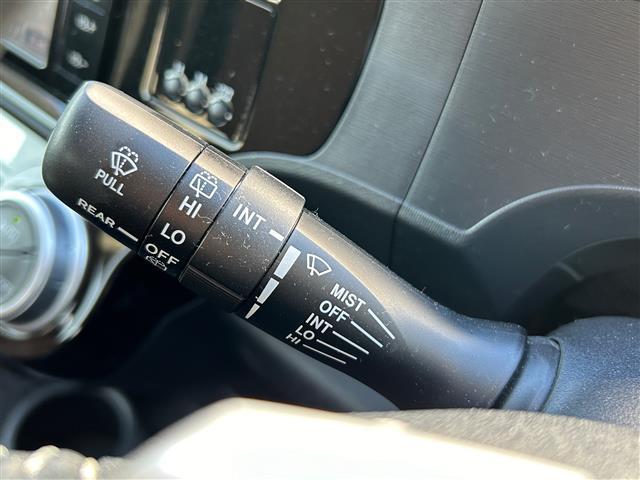 PULL
REAR
HI
LO
OFF
INT
MIST
OFF
INT
LO
HI